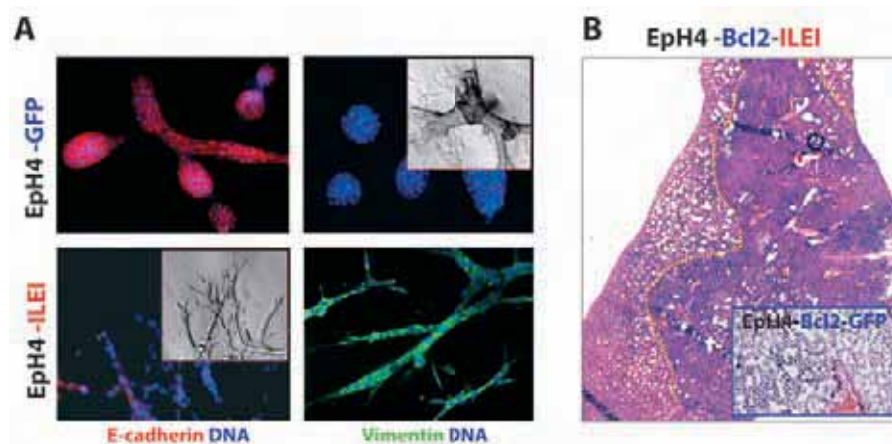 A
B
EpH4 -Bcl2-ILEI
EpH4 -GFP
EpH4 -ILEI
EpH4-Bcl2-GFP
E-cadherin DNA
Vimentin DNA